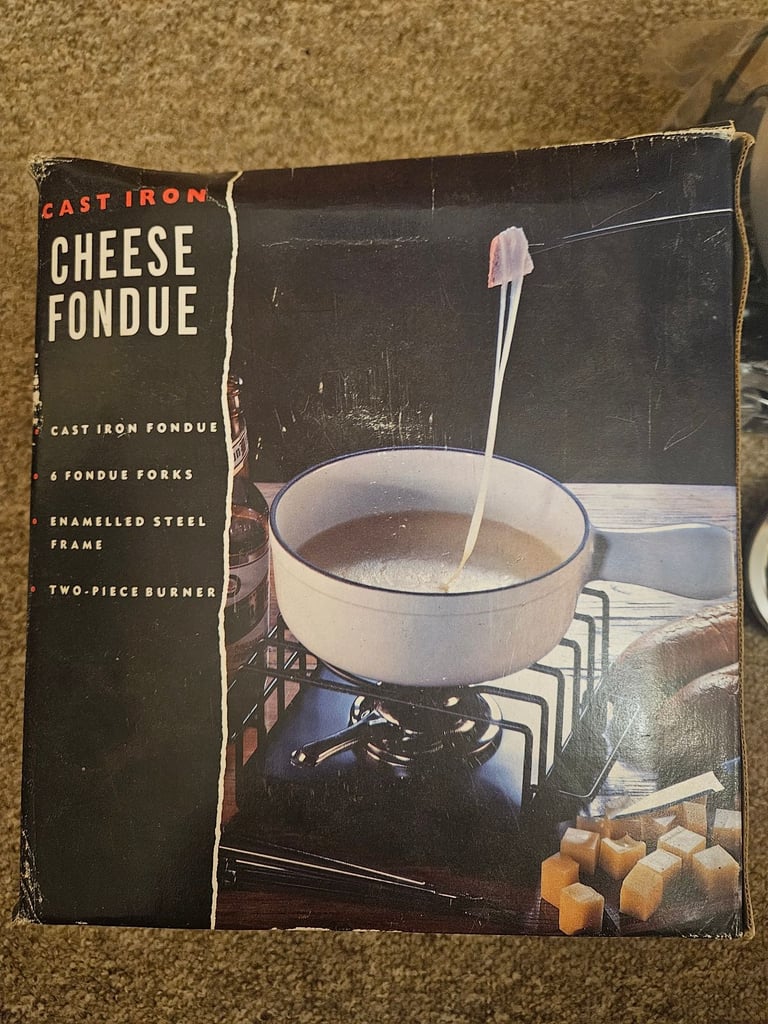 CAST IRON
CHEESE
FONDUE
CAST IRON FONDUE
6 FONDUE FORKS
ENAMELLED STEEL
FRAME
TWO-PIECE BURNER